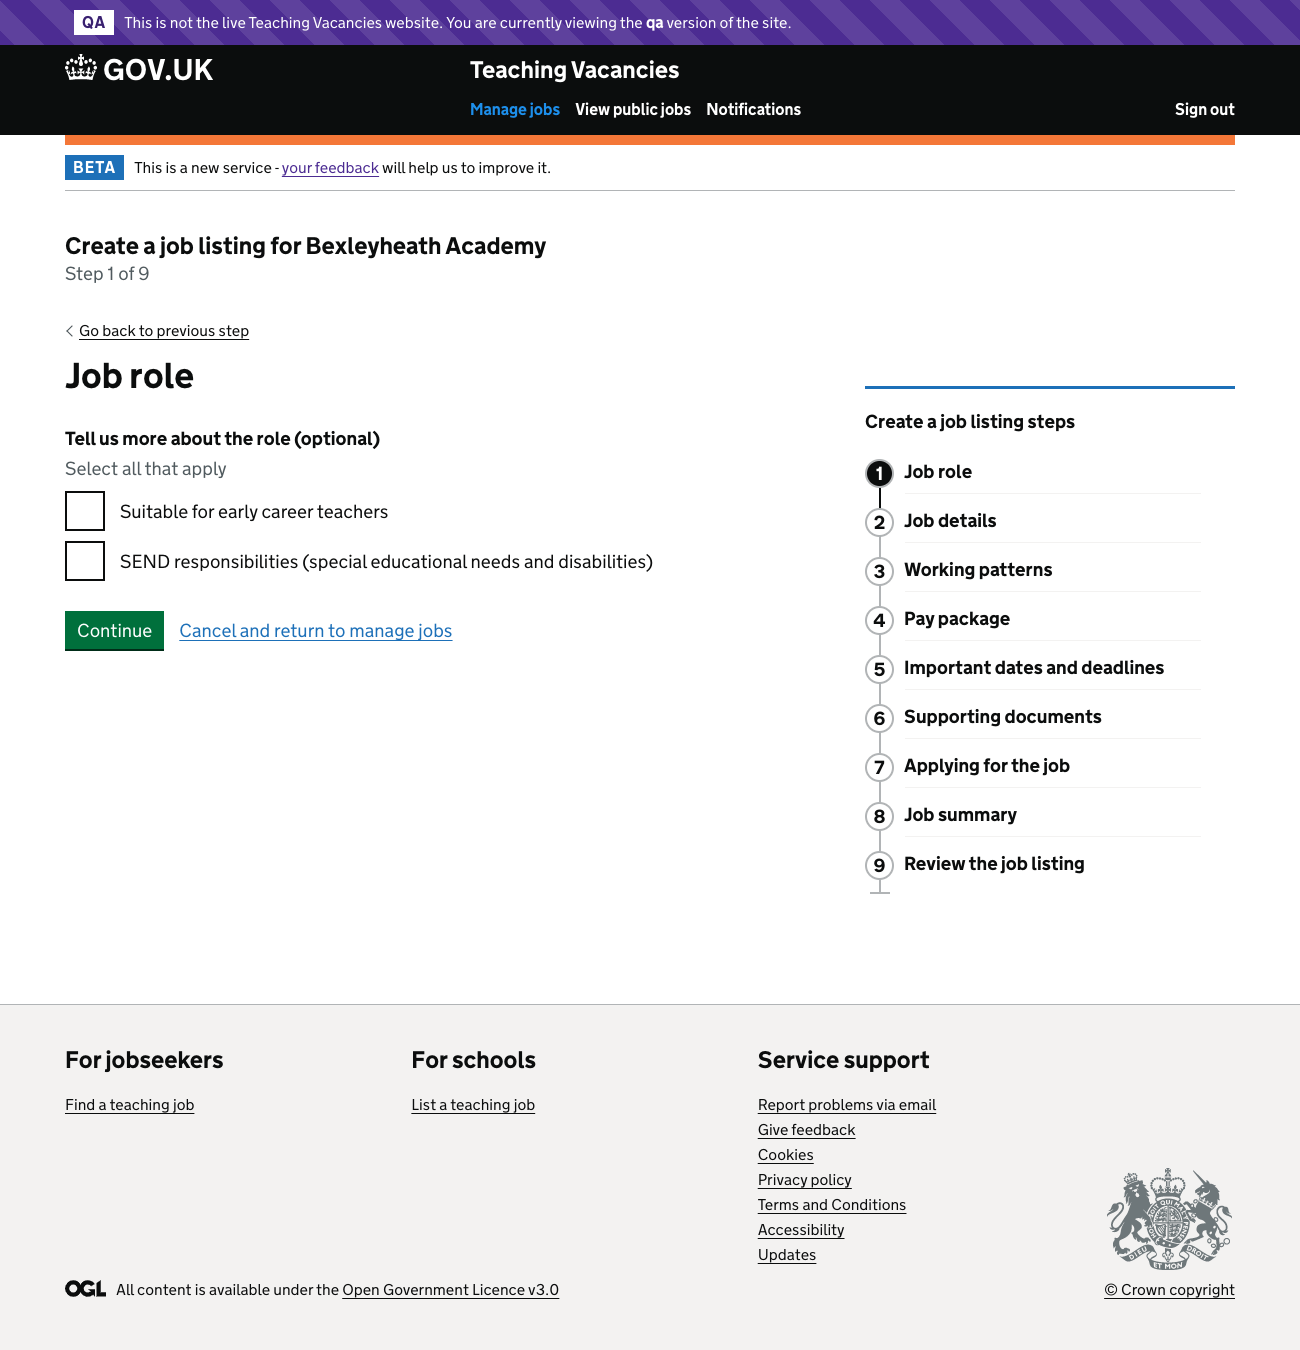 QA This is not the live Teaching Vacancies website. You are currently viewing the qa version of the site.
GOV.UK
Teaching Vacancies
Manage jobs View public jobs Notifications Sign out
BETA This is a new service - your feedback will help us to improve it.
Create a job listing for Bexleyheath Academy
Step 1 of 9
Go back to previous step
Job role
Tell us more about the role (optional)
Select all that apply
Suitable for early career teachers
SEND responsibilities (special educational needs and disabilities)
Continue Cancel and return to manage jobs
Create a job listing steps
1 Job role
2 Job details
3 Working patterns
4 Pay package
5 Important dates and deadlines
6 Supporting documents
7 Applying for the job
8 Job summary
9 Review the job listing
For jobseekers
Find a teaching job
For schools
List a teaching job
Service support
Report problems via email
Give feedback
Cookies
Privacy policy
Terms and Conditions
Accessibility
Updates
OGL All content is available under the Open Government Licence v3.0
DIEU ET MON DROIT
© Crown copyright